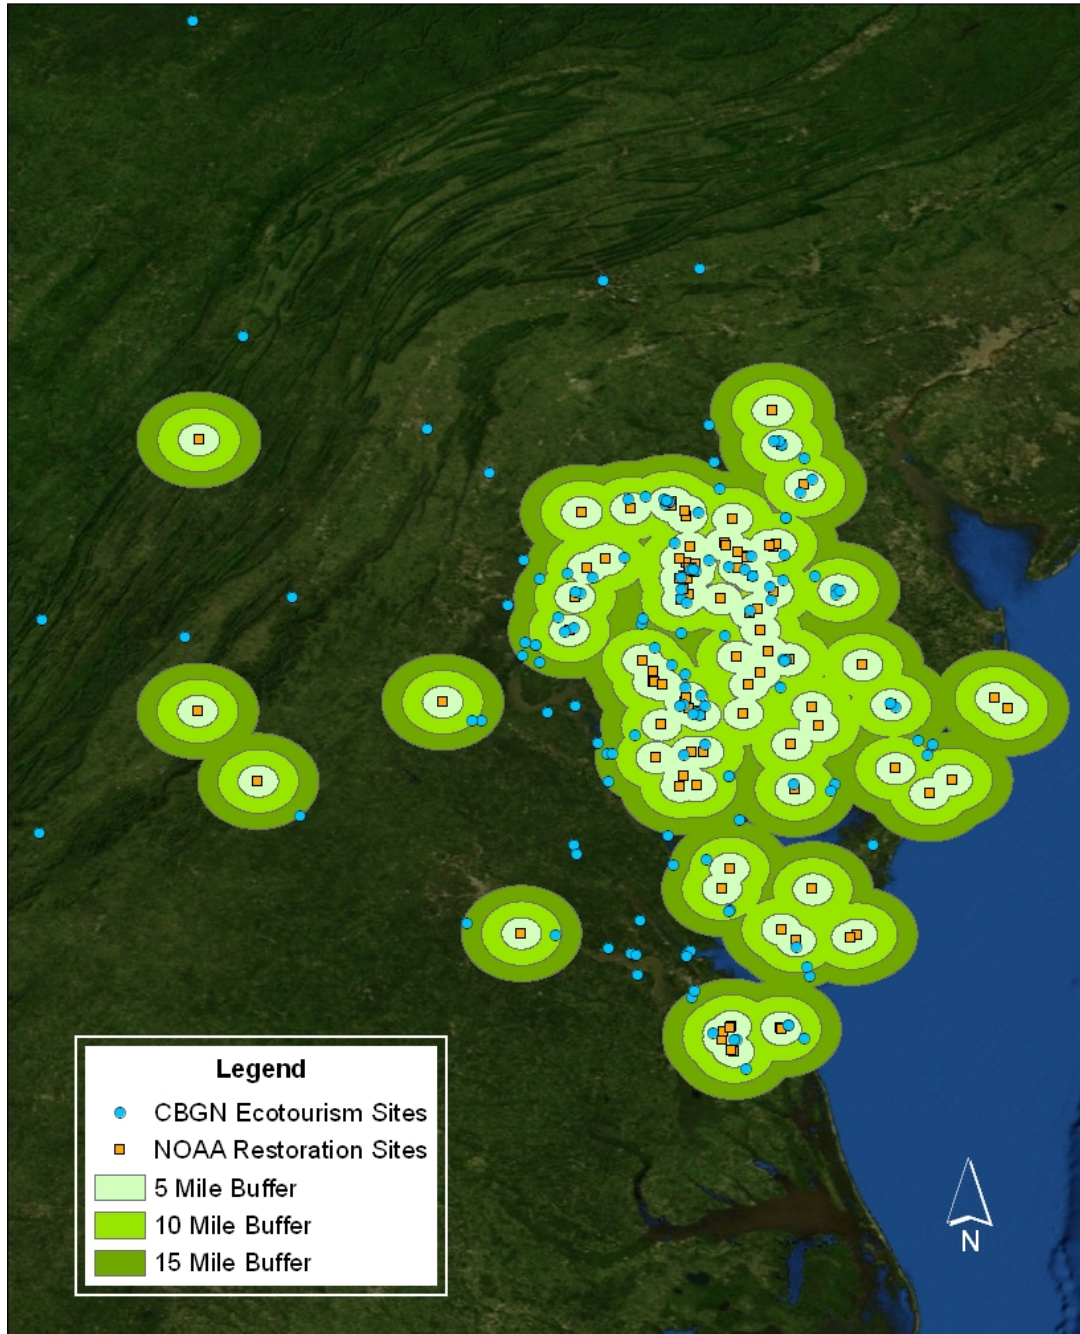 Legend
CBGN Ecotourism Sites
NOAA Restoration Sites
5 Mile Buffer
10 Mile Buffer
15 Mile Buffer
N